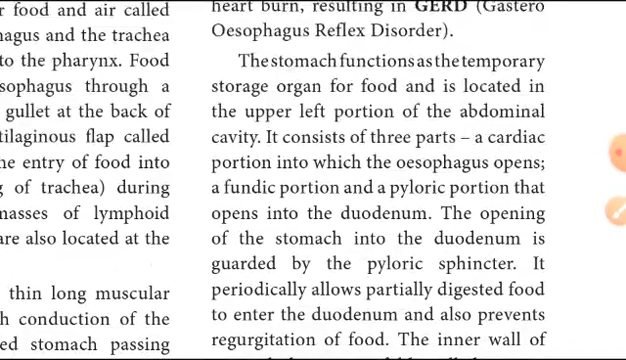 r food and air called
hagus and the trachea
to the pharynx. Food
sophagus through a
gullet at the back of
tilaginous flap called
he entry of food into
g of trachea) during
masses of lymphoid
are also located at the
thin long muscular
h conduction of the
ed stomach passing
heart burn, resulting in GERD (Gastero
Oesophagus Reflex Disorder).
The stomach functions as the temporary
storage organ for food and is located in
the upper left portion of the abdominal
cavity. It consists of three parts – a cardiac
portion into which the oesophagus opens;
a fundic portion and a pyloric portion that
opens into the duodenum. The opening
of the stomach into the duodenum is
guarded by the pyloric sphincter. It
periodically allows partially digested food
to enter the duodenum and also prevents
regurgitation of food. The inner wall of